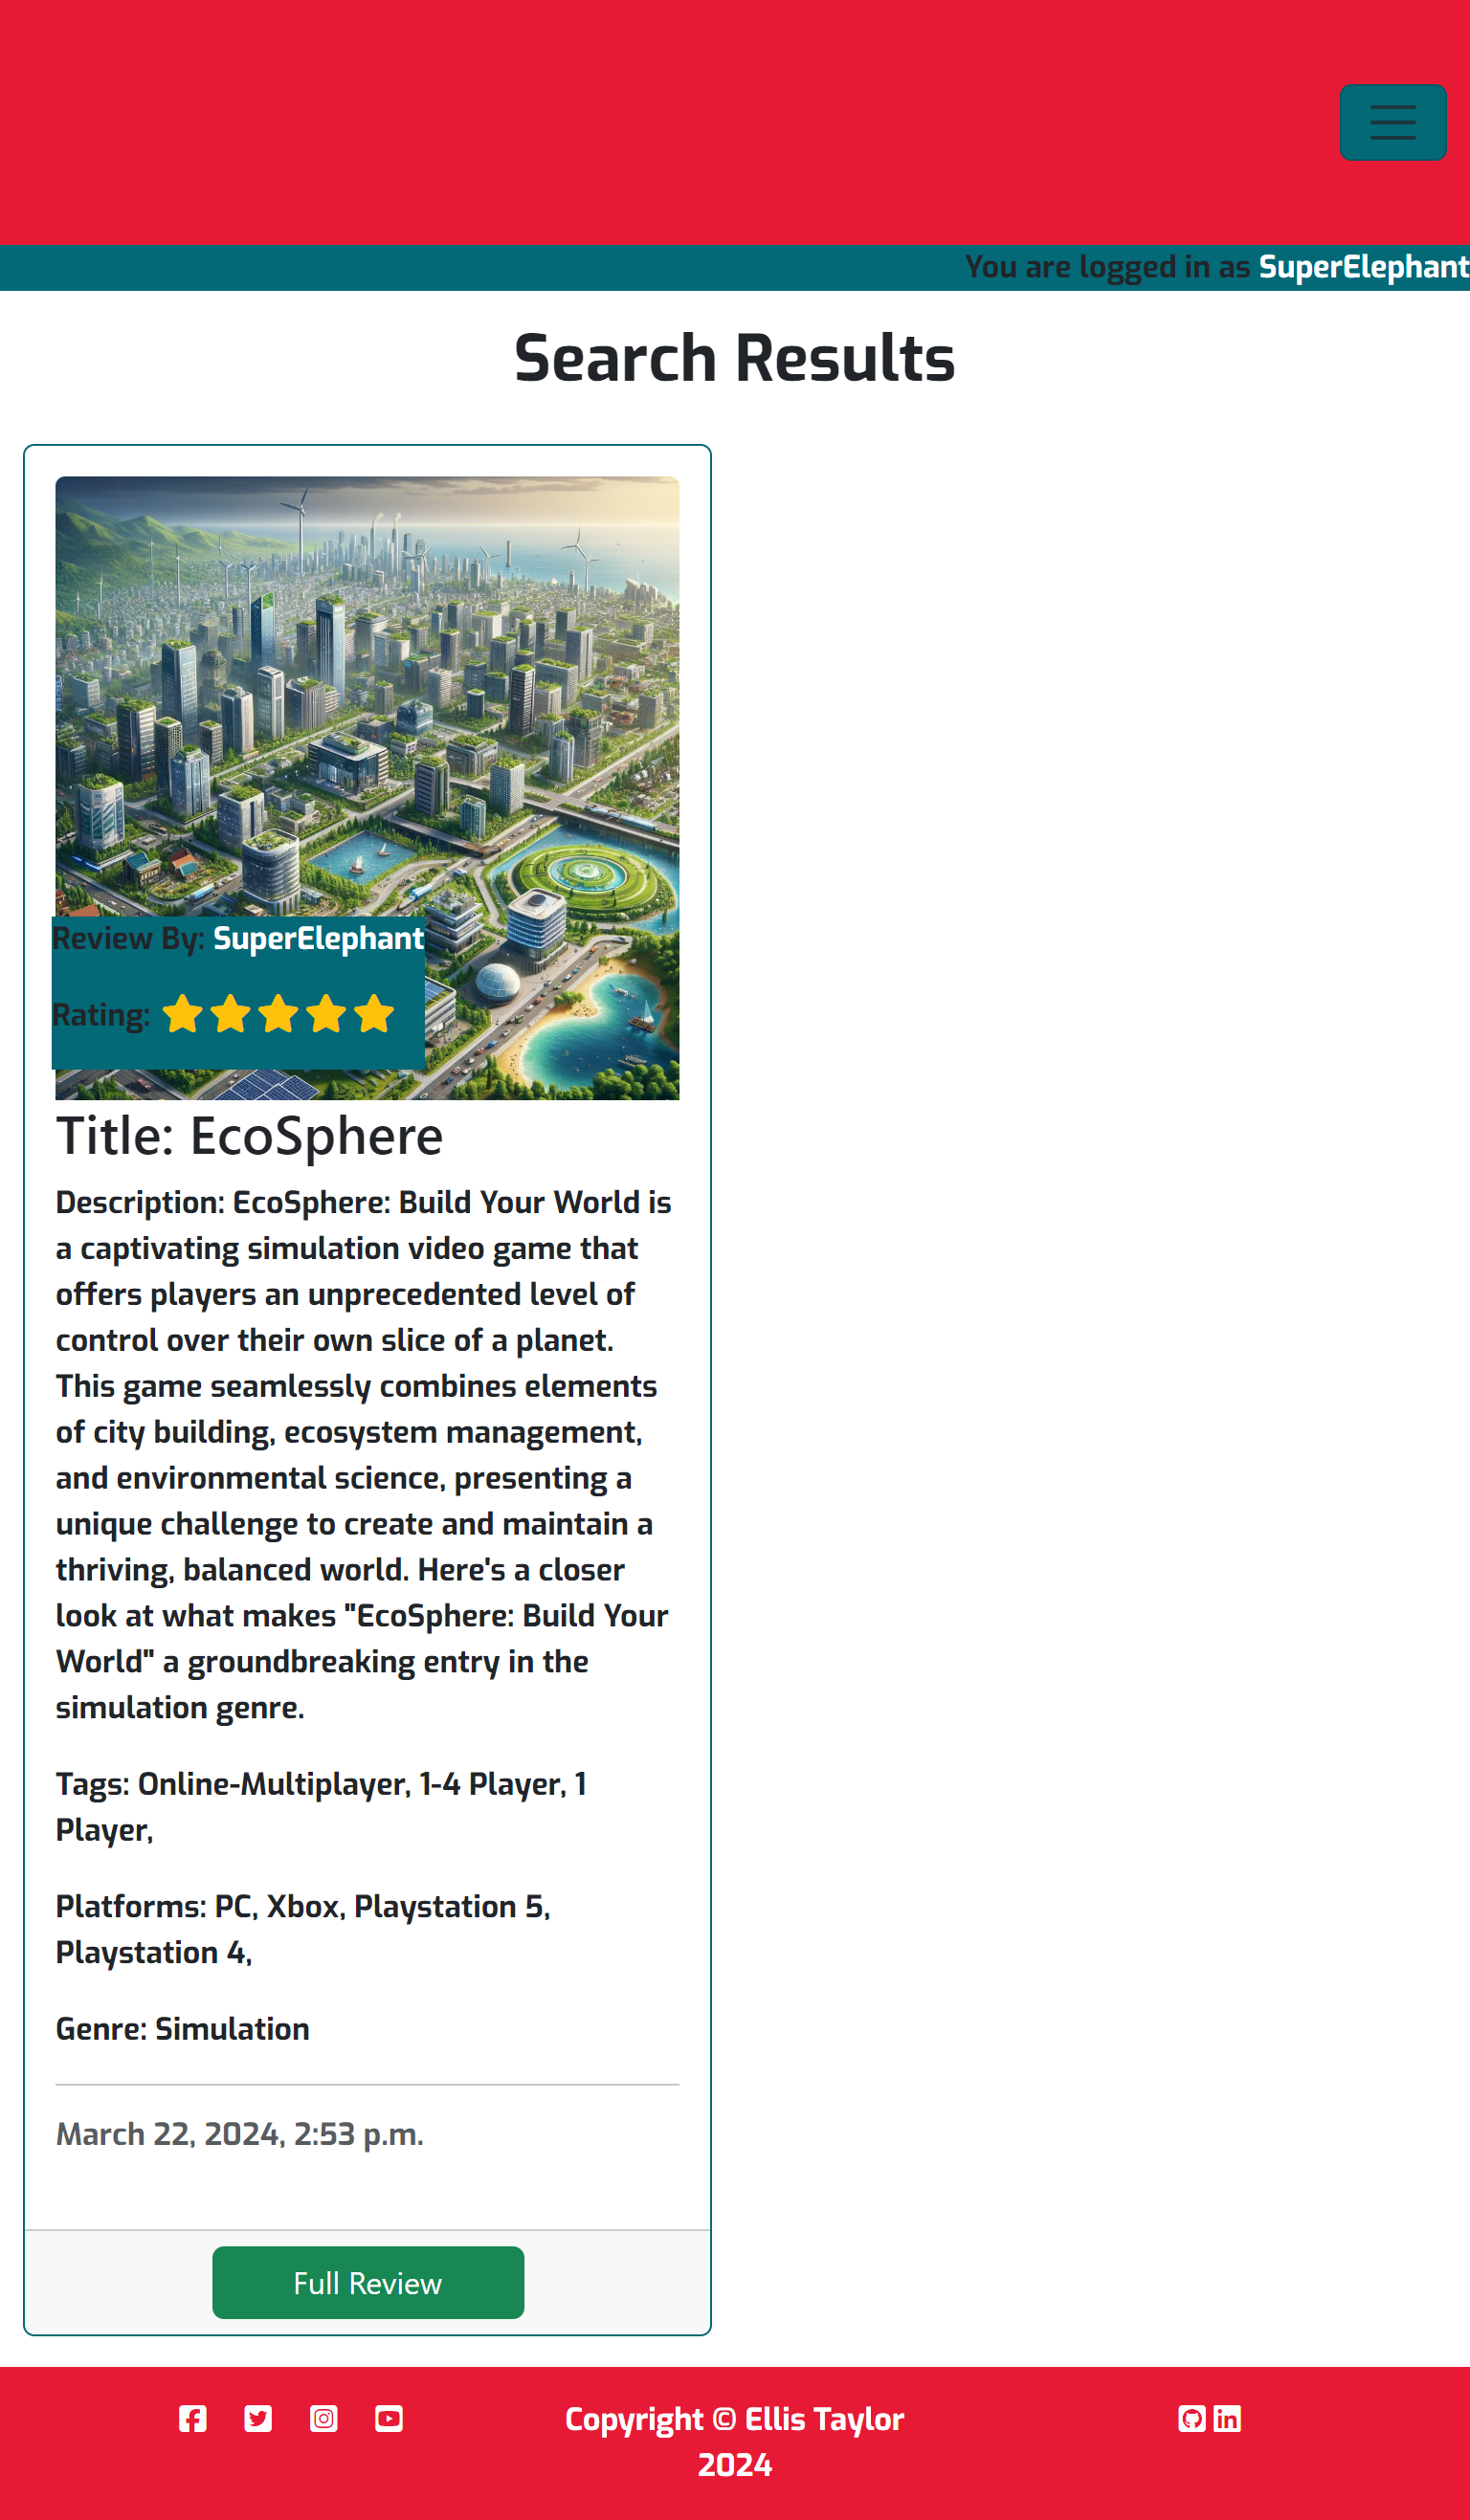 You are logged in as SuperElephant
Search Results
Review By: SuperElephant
Rating:
Title: EcoSphere
Description: EcoSphere: Build Your World is
a captivating simulation video game that
offers players an unprecedented level of
control over their own slice of a planet.
This game seamlessly combines elements
of city building, ecosystem management,
and environmental science, presenting a
unique challenge to create and maintain a
thriving, balanced world. Here's a closer
look at what makes "EcoSphere: Build Your
World" a groundbreaking entry in the
simulation genre.
Tags: Online-Multiplayer, 1-4 Player, 1
Player,
Platforms: PC, Xbox, Playstation 5,
Playstation 4,
Genre: Simulation
March 22, 2024, 2:53 p.m.
Full Review
Copyright © Ellis Taylor
2024